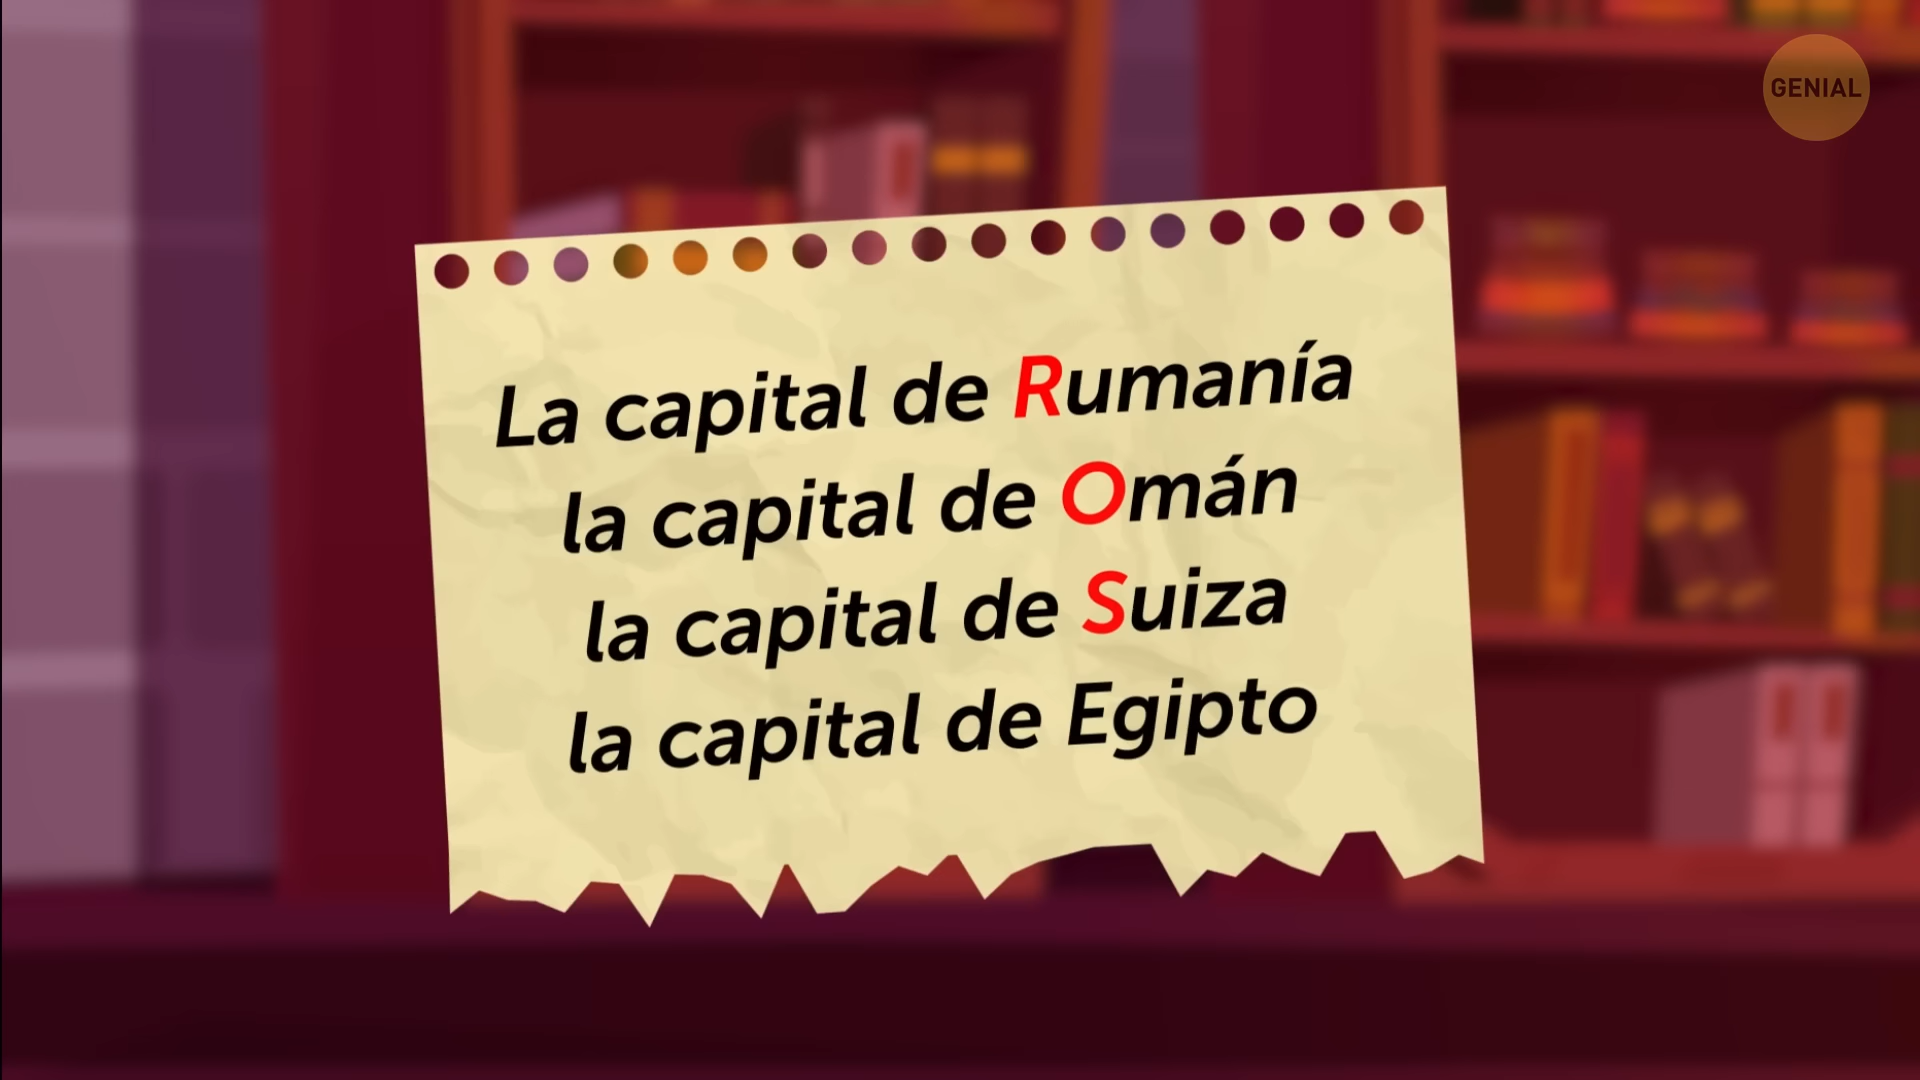 GENIAL
La capital de Rumanía
la capital de Omán
la capital de Suiza
la capital de Egipto